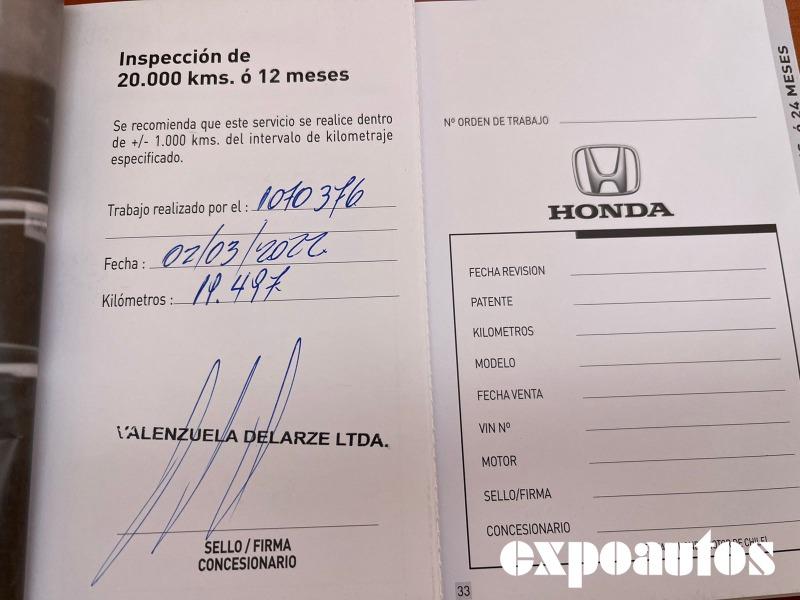 Inspección de
20.000 kms. ó 12 meses
Se recomienda que este servicio se realice dentro
de +/- 1.000 kms. del intervalo de kilometraje
especificado.
Trabajo realizado por el : 1070376
Fecha : 02/03/2022
Kilómetros : 19.497
VALENZUELA DELARZE LTDA.
SELLO / FIRMA
CONCESIONARIO
Nº ORDEN DE TRABAJO
HONDA
FECHA REVISION
PATENTE
KILOMETROS
MODELO
FECHA VENTA
VIN Nº
MOTOR
SELLO/FIRMA
CONCESIONARIO
33
ó 24 MESES
expoautos